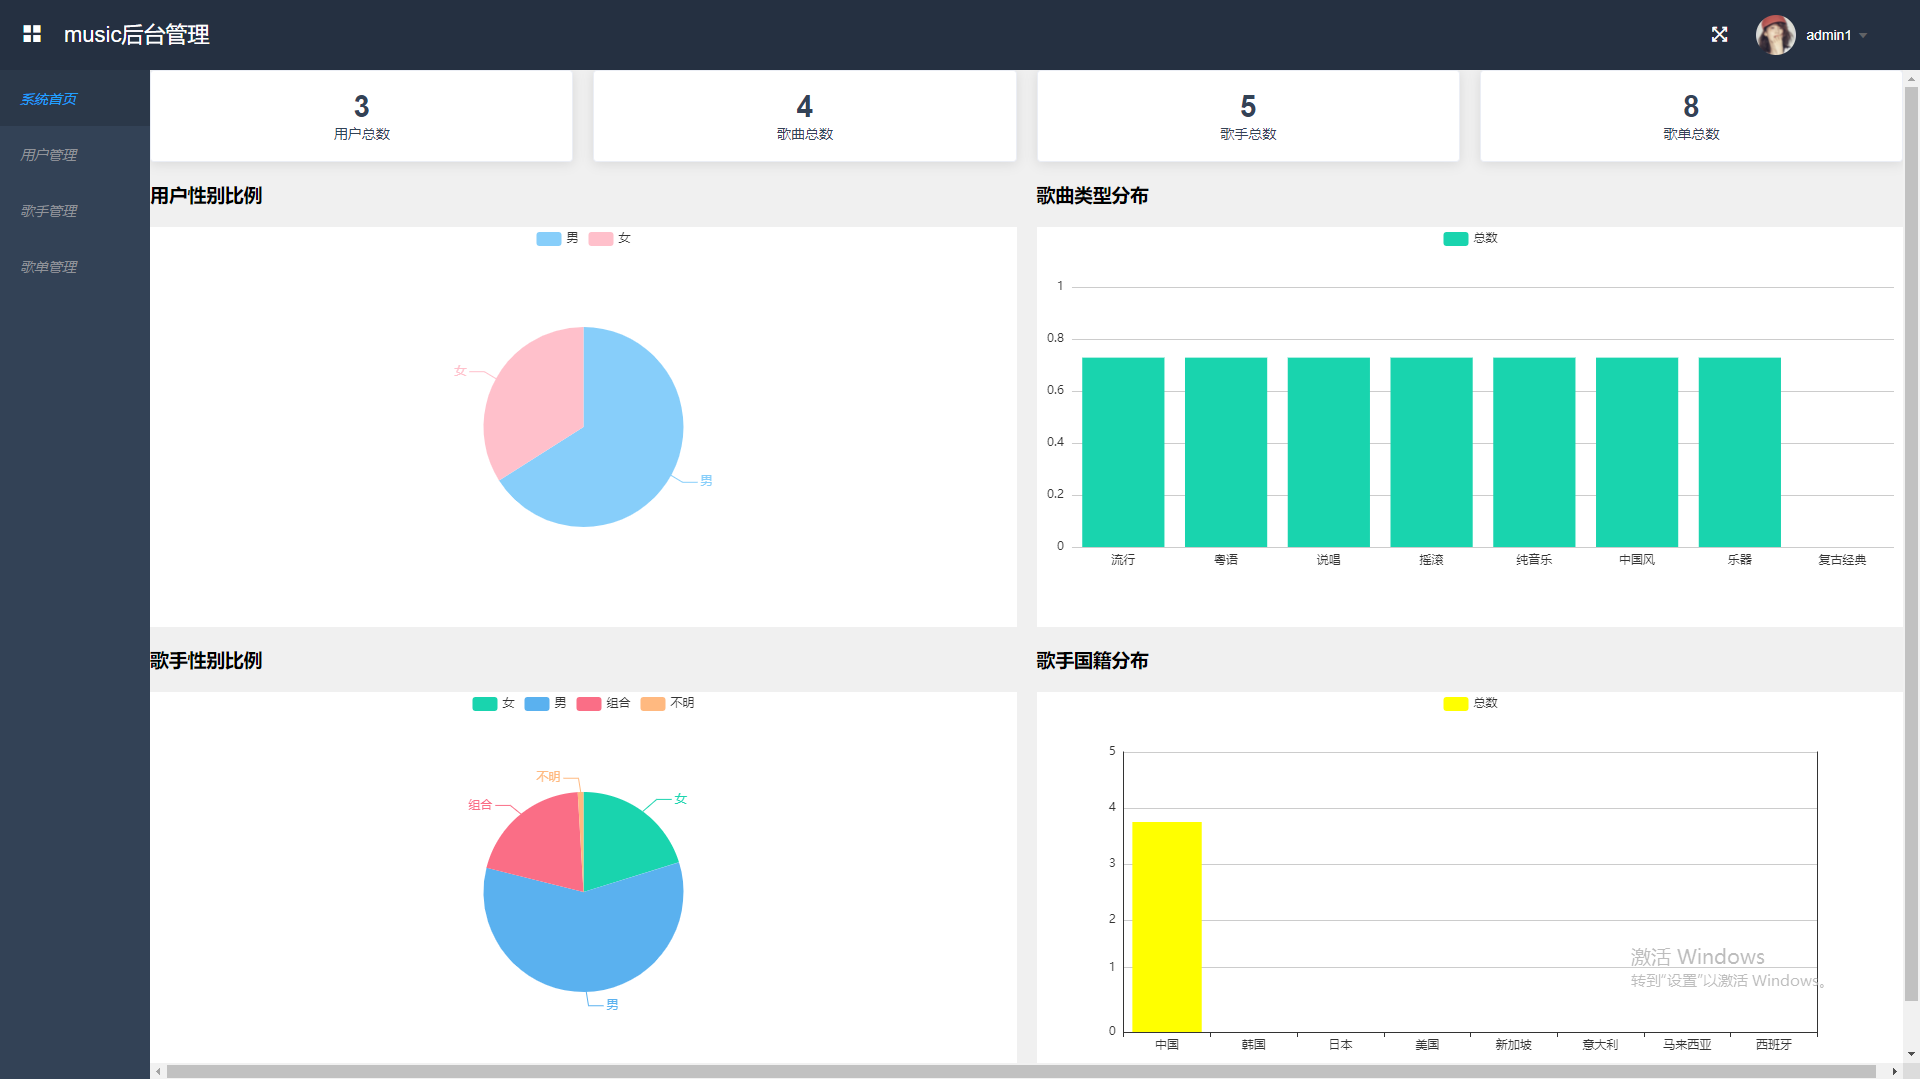 music后台管理
admin1
系统首页
用户管理
歌手管理
歌单管理
3
用户总数
4
歌曲总数
5
歌手总数
8
歌单总数
用户性别比例
男 女
女
男
歌曲类型分布
总数
1
0.8
0.6
0.4
0.2
0
流行 粤语 说唱 摇滚 纯音乐 中国风 乐器 复古经典
歌手性别比例
女 男 组合 不明
不明
女
组合
男
歌手国籍分布
总数
5
4
3
2
1
0
中国 韩国 日本 美国 新加坡 意大利 马来西亚 西班牙
激活 Windows
转到“设置”以激活 Windows。